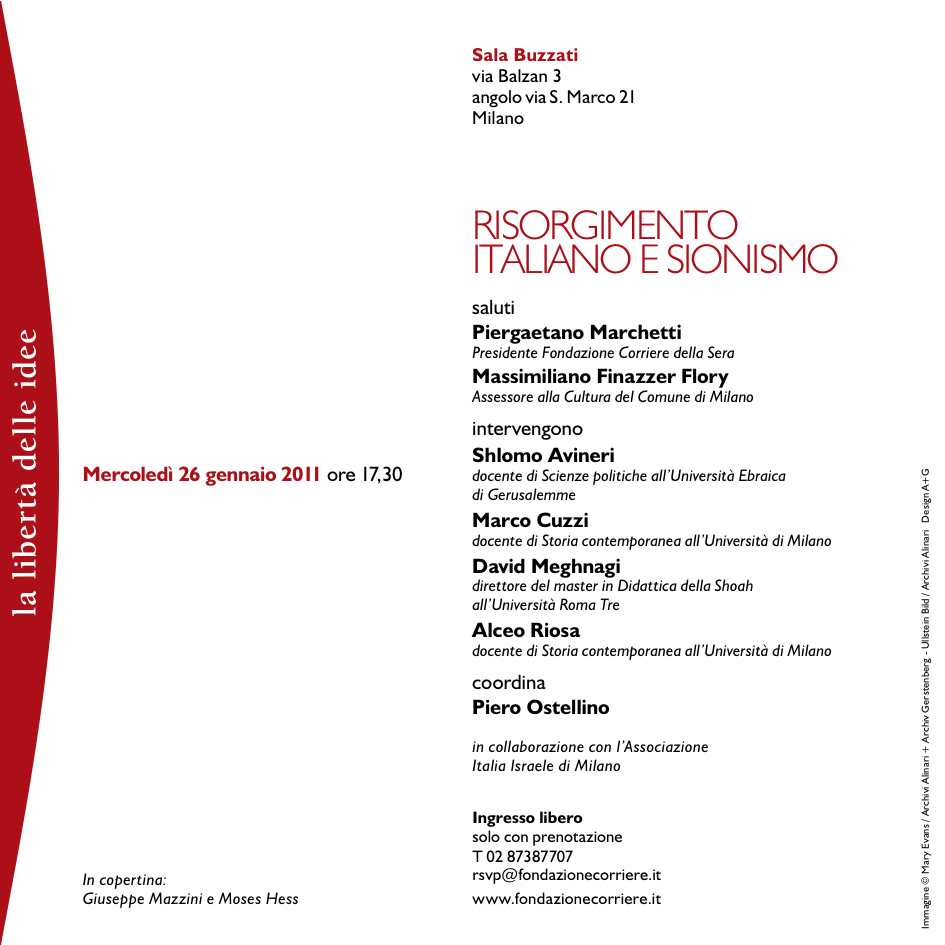 Sala Buzzati
via Balzan 3
angolo via S. Marco 21
Milano
RISORGIMENTO
ITALIANO E SIONISMO
saluti
Piergaetano Marchetti
Presidente Fondazione Corriere della Sera
Massimiliano Finazzer Flory
Assessore alla Cultura del Comune di Milano
intervengono
Shlomo Avineri
docente di Scienze politiche all'Università Ebraica
di Gerusalemme
Marco Cuzzi
docente di Storia contemporanea all'Università di Milano
David Meghnagi
direttore del master in Didattica della Shoah
all'Università Roma Tre
Alceo Riosa
docente di Storia contemporanea all'Università di Milano
coordina
Piero Ostellino
in collaborazione con l'Associazione
Italia Israele di Milano
Ingresso libero
solo con prenotazione
T 02 87387707
rsvp@fondazionecorriere.it
www.fondazionecorriere.it
la libertà delle idee
Mercoledì 26 gennaio 2011 ore 17,30
In copertina:
Giuseppe Mazzini e Moses Hess
Immagine © Mary Evans / Archivi Alinari + Archiv Gerstenberg - Ullstein Bild / Archivi Alinari Design A+G